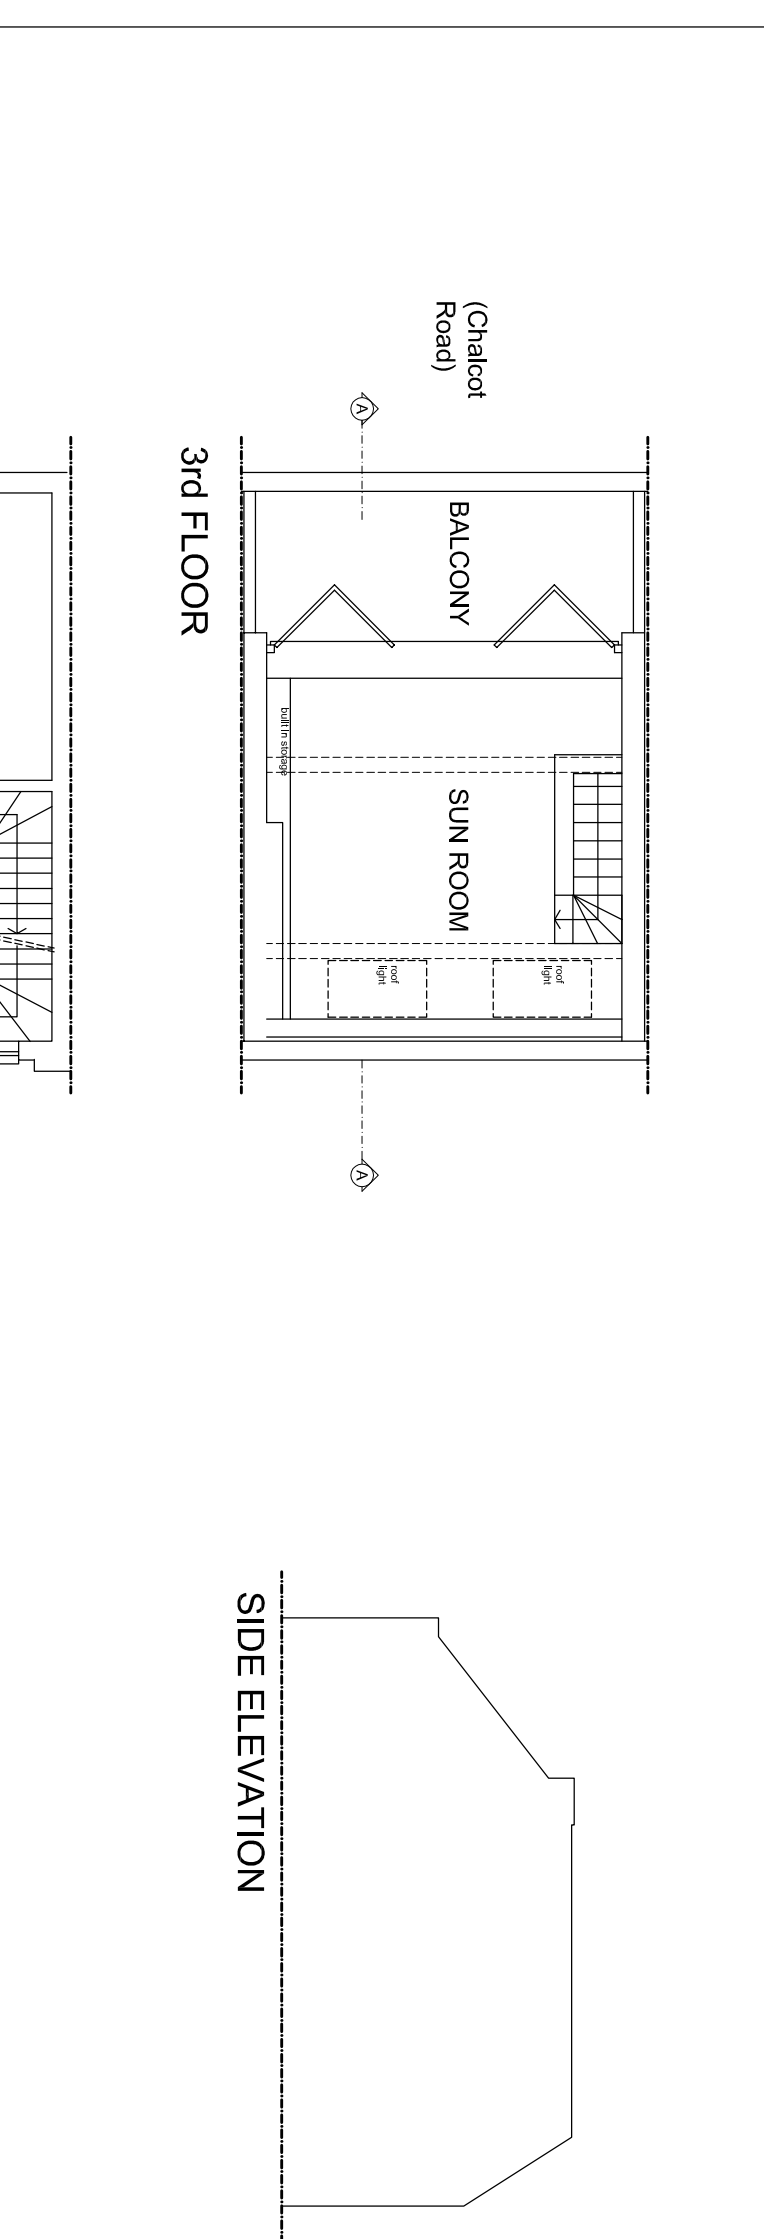 (Chalcot
Road)
A
BALCONY
3rd FLOOR
built in storage
SUN ROOM
roof
light
roof
light
A
SIDE ELEVATION